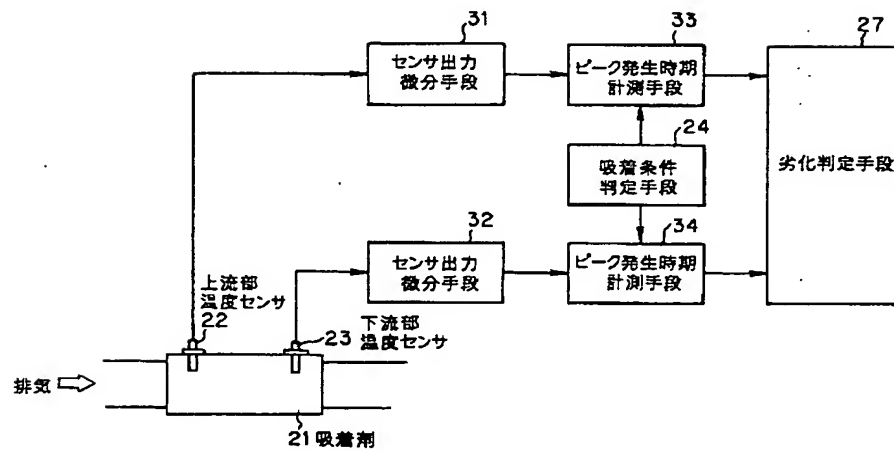 31
センサ出力
微分手段
33
ピーク発生時期
計測手段
27
劣化判定手段
24
吸着条件
判定手段
32
センサ出力
微分手段
34
ピーク発生時期
計測手段
上流部
温度センサ
22
23
下流部
温度センサ
排気
21 吸着剤